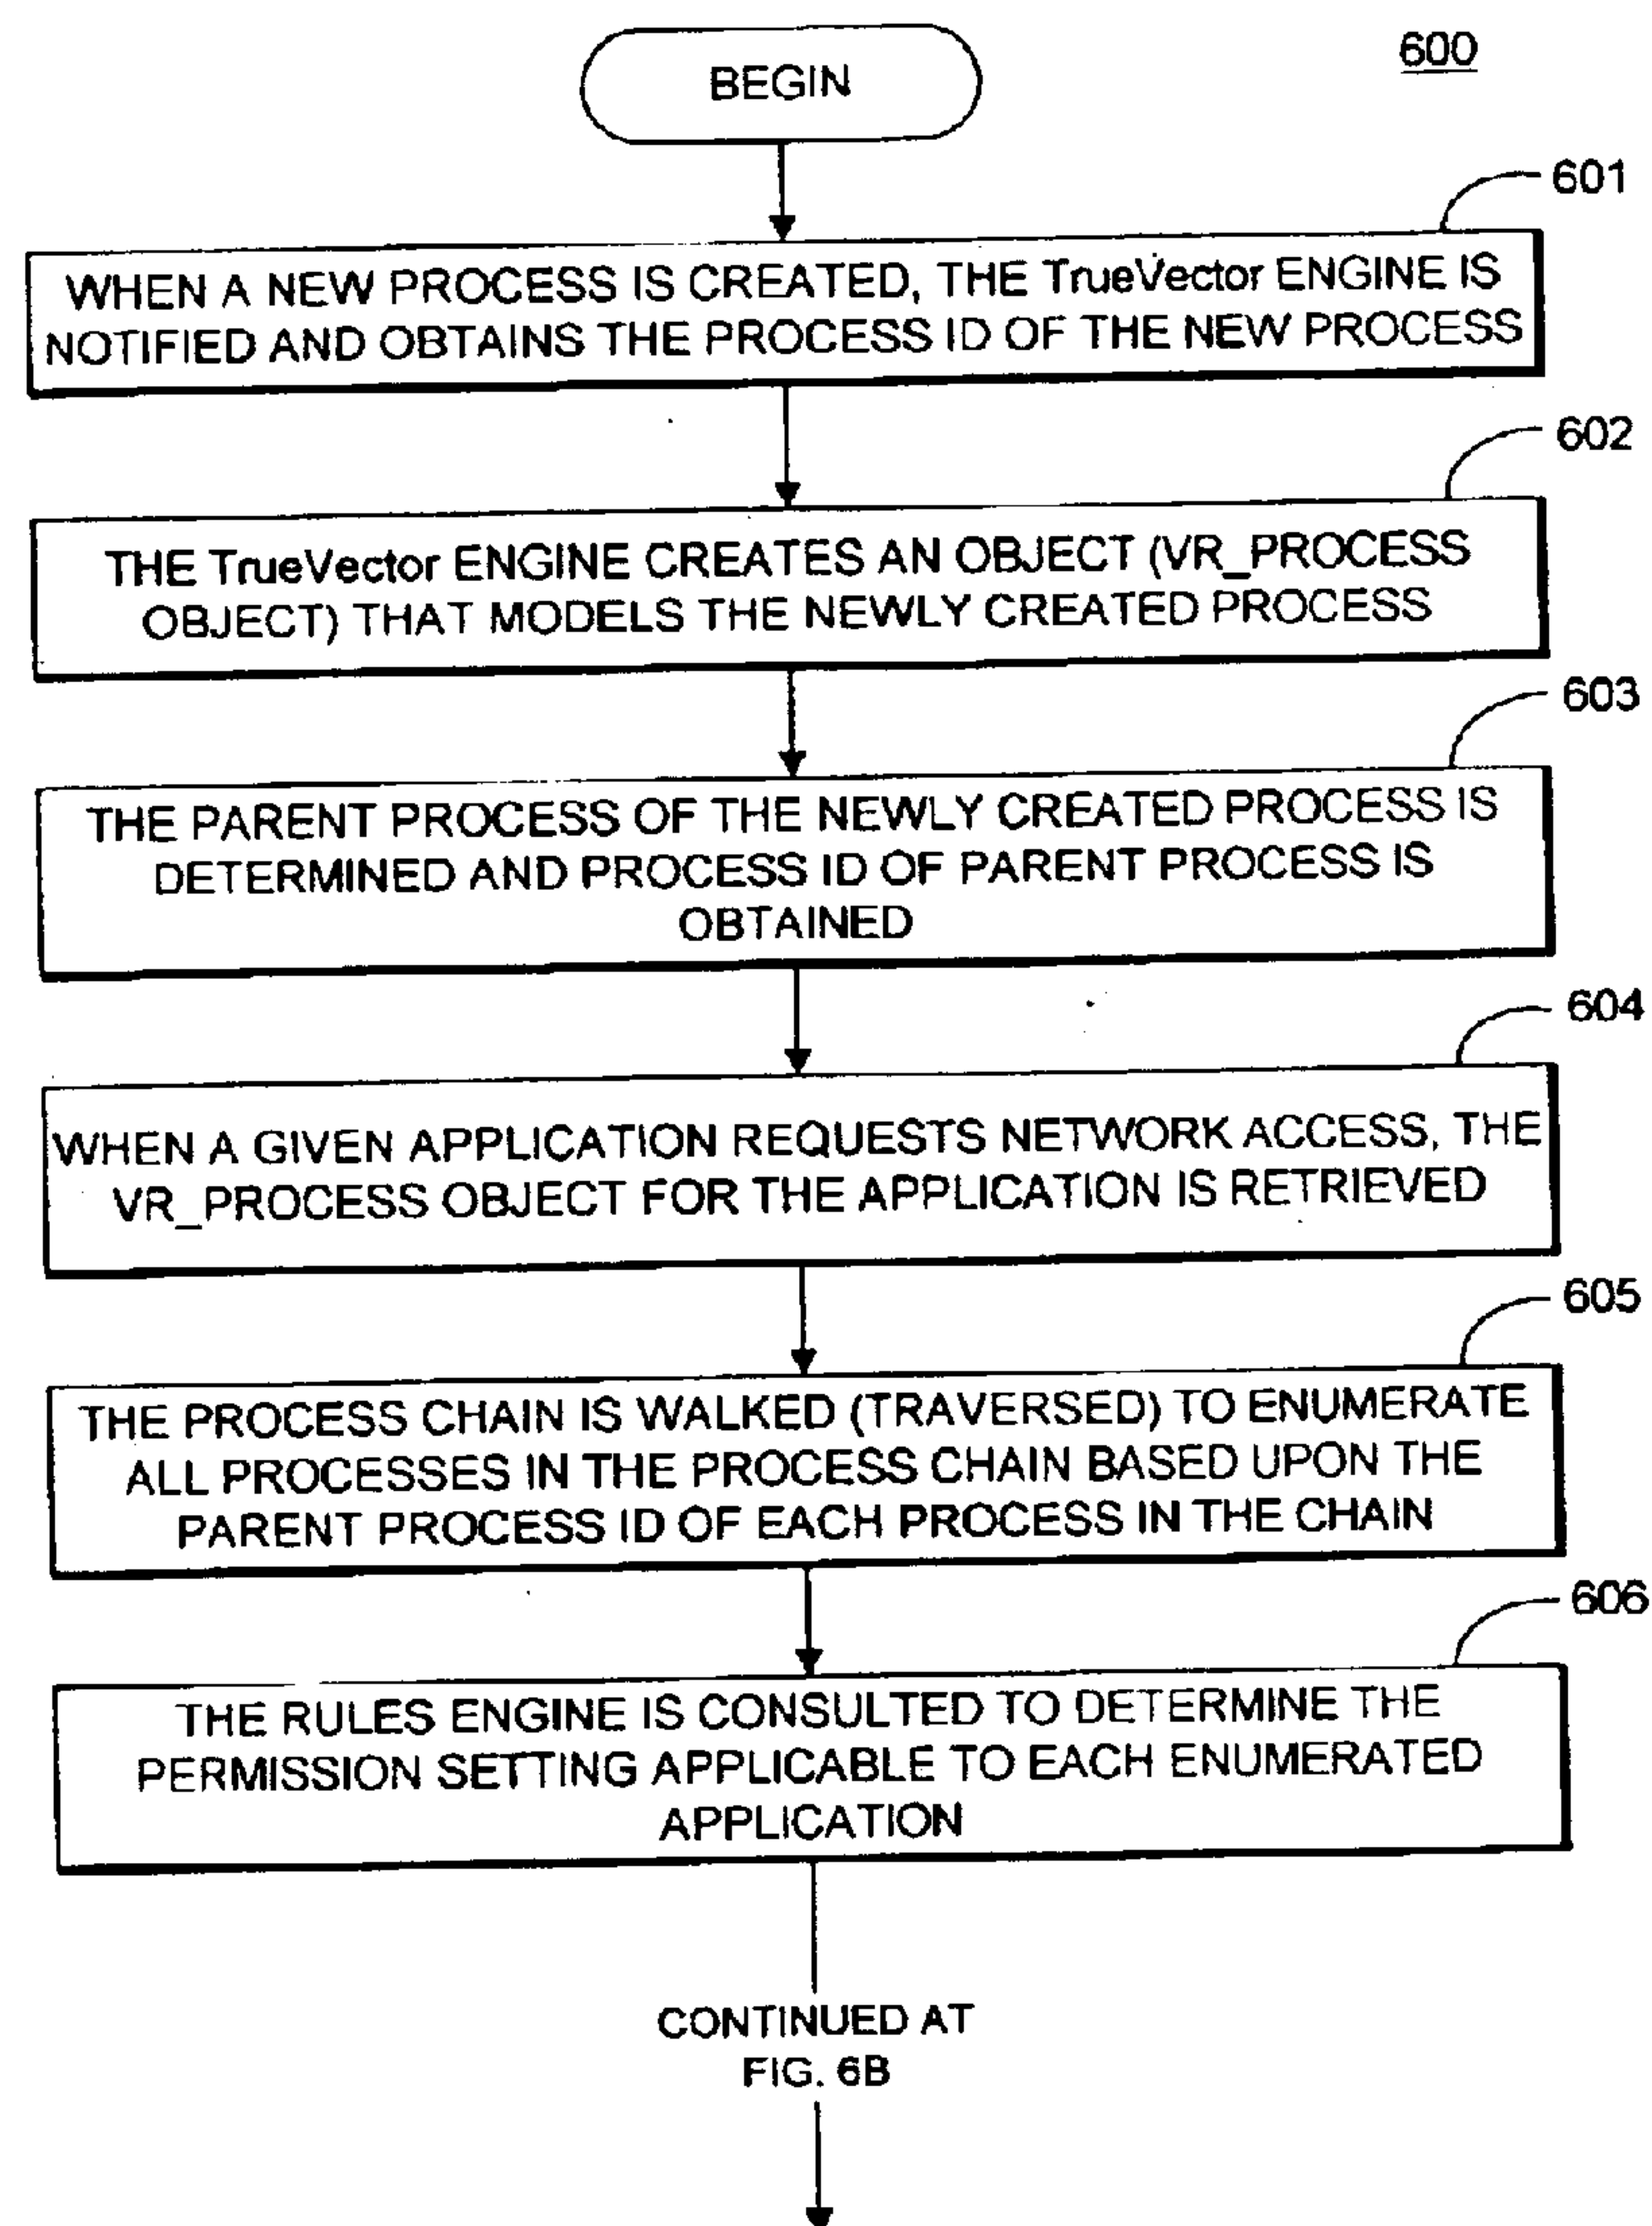 600
BEGIN
601
WHEN A NEW PROCESS IS CREATED, THE TrueVector ENGINE IS
NOTIFIED AND OBTAINS THE PROCESS ID OF THE NEW PROCESS
602
THE TrueVector ENGINE CREATES AN OBJECT (VR_PROCESS
OBJECT) THAT MODELS THE NEWLY CREATED PROCESS
603
THE PARENT PROCESS OF THE NEWLY CREATED PROCESS IS
DETERMINED AND PROCESS ID OF PARENT PROCESS IS
OBTAINED
604
WHEN A GIVEN APPLICATION REQUESTS NETWORK ACCESS, THE
VR_PROCESS OBJECT FOR THE APPLICATION IS RETRIEVED
605
THE PROCESS CHAIN IS WALKED (TRAVERSED) TO ENUMERATE
ALL PROCESSES IN THE PROCESS CHAIN BASED UPON THE
PARENT PROCESS ID OF EACH PROCESS IN THE CHAIN
606
THE RULES ENGINE IS CONSULTED TO DETERMINE THE
PERMISSION SETTING APPLICABLE TO EACH ENUMERATED
APPLICATION
CONTINUED AT
FIG. 6B